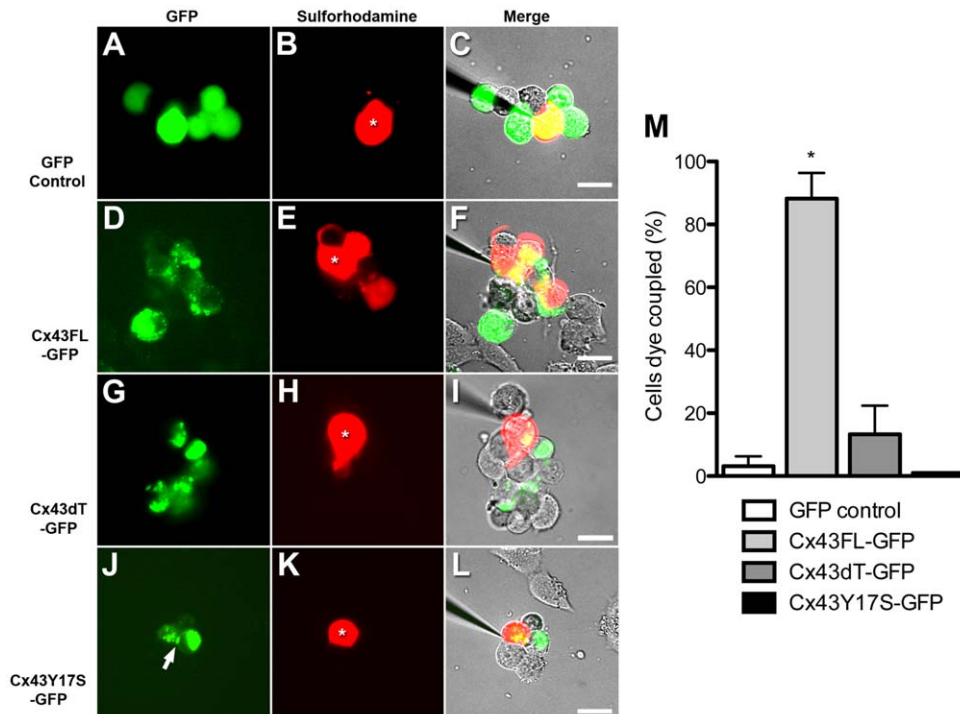 GFP Sulforhodamine Merge
A B C
GFP
Control
D E F
Cx43FL
-GFP
G H I
Cx43dT
-GFP
J K L
Cx43Y17S
-GFP
*
*
*
*
M
*
Cells dye coupled (%)
100
80
60
40
20
0
GFP control
Cx43FL-GFP
Cx43dT-GFP
Cx43Y17S-GFP